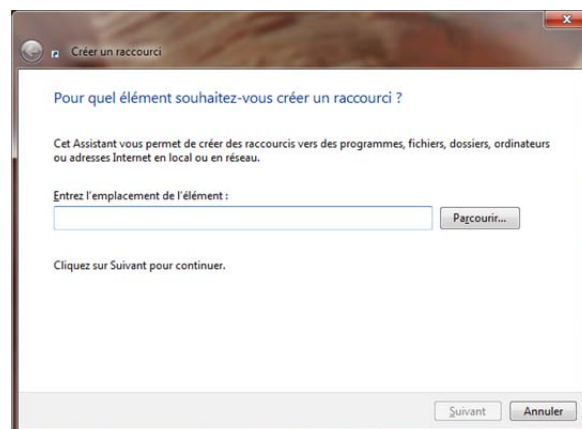 Créer un raccourci
Pour quel élément souhaitez-vous créer un raccourci ?
Cet Assistant vous permet de créer des raccourcis vers des programmes, fichiers, dossiers, ordinateurs
ou adresses Internet en local ou en réseau.
Entrez l'emplacement de l'élément :
Parcourir...
Cliquez sur Suivant pour continuer.
Suivant Annuler